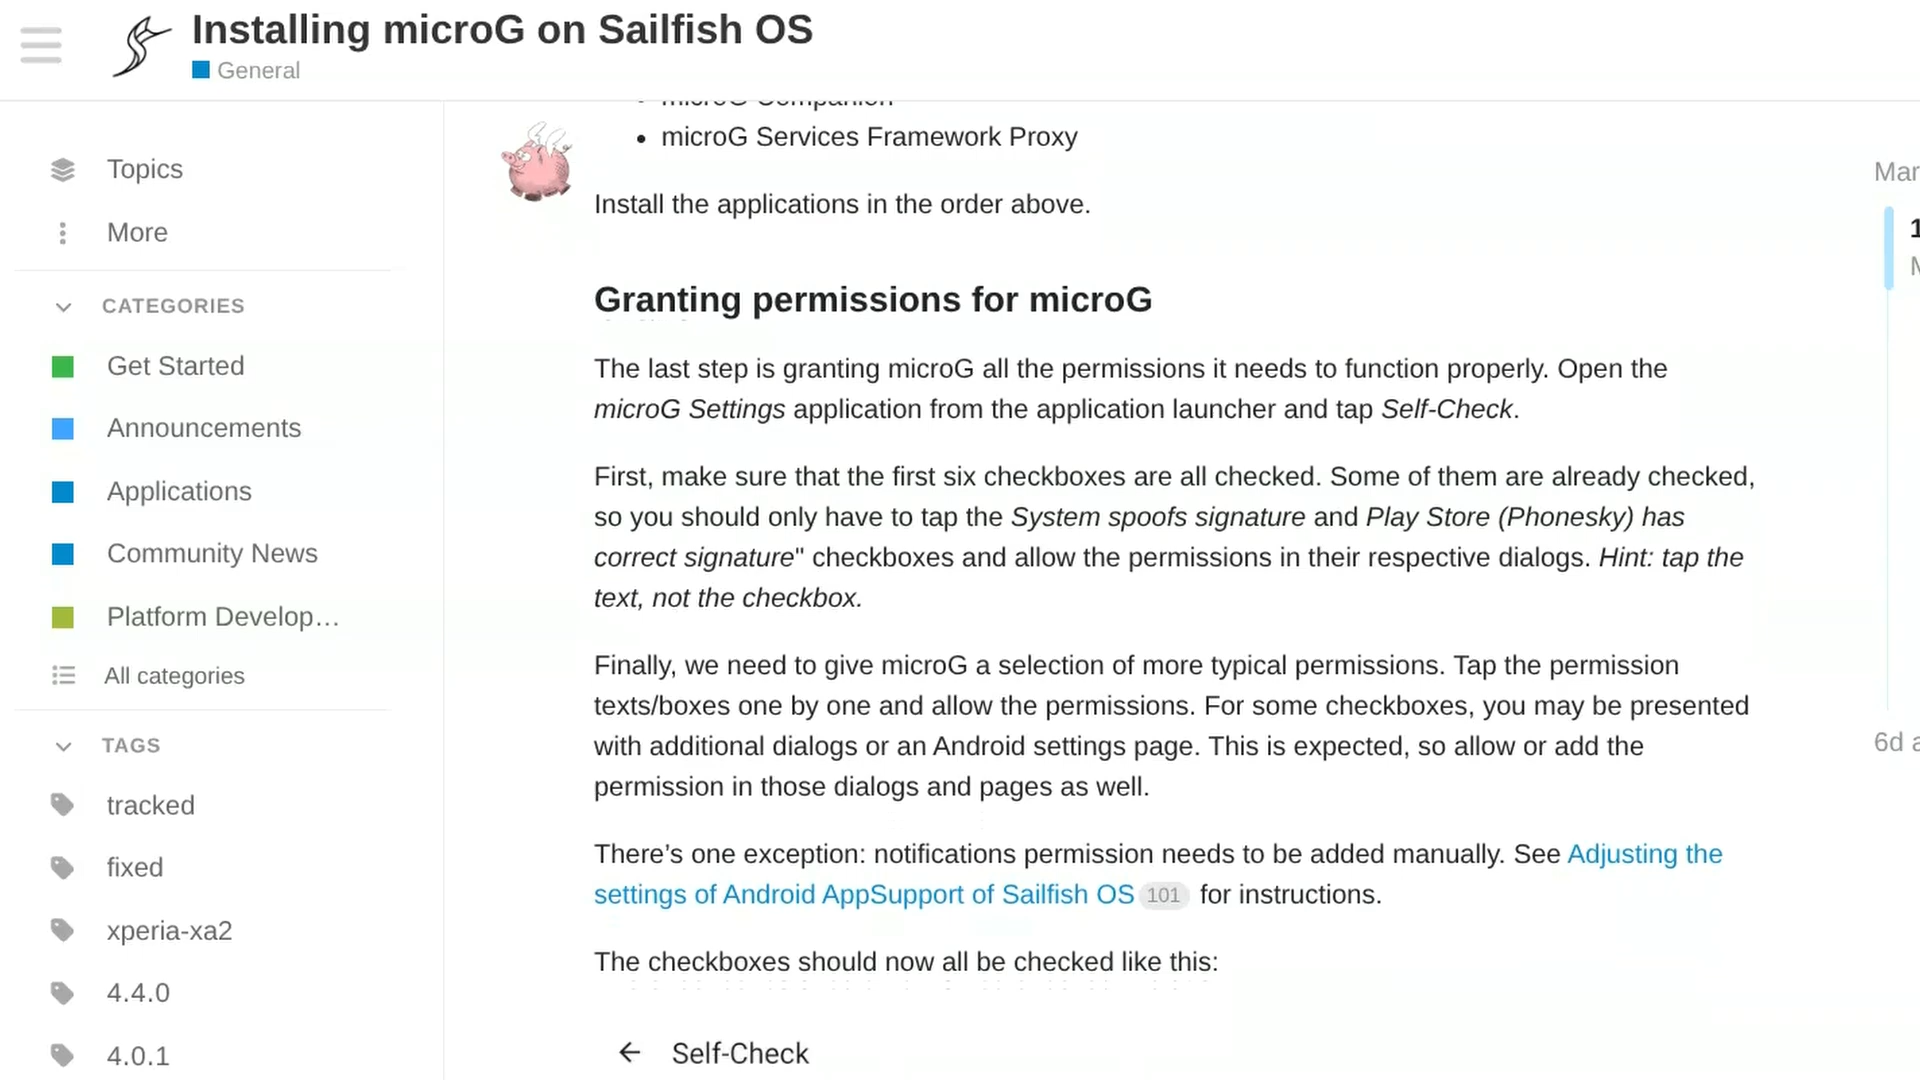 Installing microG on Sailfish OS
General
Topics
More
CATEGORIES
Get Started
Announcements
Applications
Community News
Platform Develop…
All categories
TAGS
tracked
fixed
xperia-xa2
4.4.0
4.0.1
microG Companion
microG Services Framework Proxy
Install the applications in the order above.
Granting permissions for microG
The last step is granting microG all the permissions it needs to function properly. Open the
microG Settings application from the application launcher and tap Self-Check.
First, make sure that the first six checkboxes are all checked. Some of them are already checked,
so you should only have to tap the System spoofs signature and Play Store (Phonesky) has
correct signature" checkboxes and allow the permissions in their respective dialogs. Hint: tap the
text, not the checkbox.
Finally, we need to give microG a selection of more typical permissions. Tap the permission
texts/boxes one by one and allow the permissions. For some checkboxes, you may be presented
with additional dialogs or an Android settings page. This is expected, so allow or add the
permission in those dialogs and pages as well.
There’s one exception: notifications permission needs to be added manually. See Adjusting the
settings of Android AppSupport of Sailfish OS 101 for instructions.
The checkboxes should now all be checked like this:
Self-Check
Mar
6d